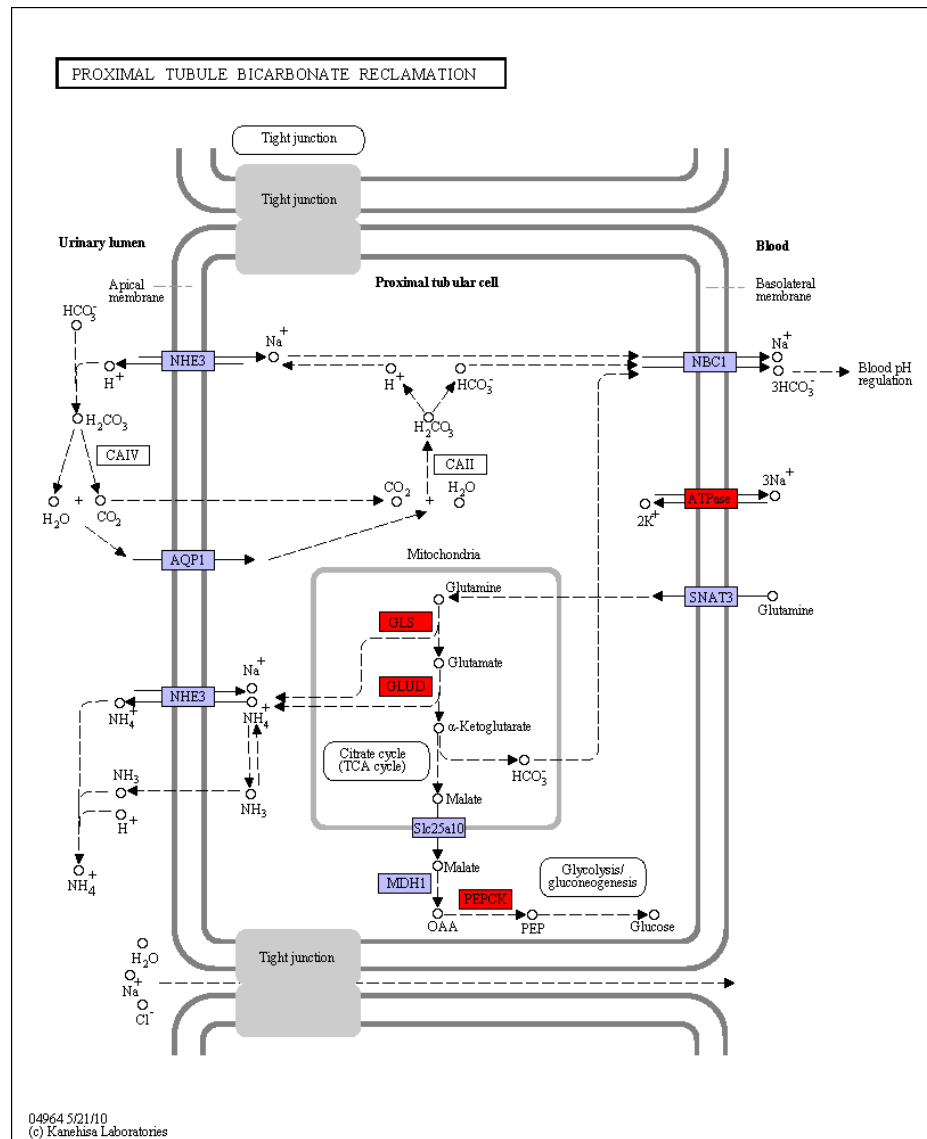 PROXIMAL TUBULE BICARBONATE RECLAMATION
Tight junction
Tight junction
Urinary lumen
Blood
Apical
membrane
Proximal tubular cell
Basolateral
membrane
HCO3-
Na+
NHE3
H+
H+
HCO3-
NBC1
Na+
3HCO3-
Blood pH
regulation
H2CO3
H2CO3
CAIV
CAII
H2O
+
CO2
CO2
+
H2O
ATPase
3Na+
2K+
AQP1
Mitochondria
Glutamine
SNAT3
Glutamine
GLS
Glutamate
GLUD
Na+
NHE3
NH4+
NH4+
α-Ketoglutarate
Citrate cycle
(TCA cycle)
HCO3-
NH3
NH3
H+
Malate
Slc25a10
NH4+
Malate
MDH1
Glycolysis/
gluconeogenesis
PEPCK
OAA
PEP
Glucose
H2O
Na+
Cl-
Tight junction
04964 5/21/10
(c) Kanehisa Laboratories